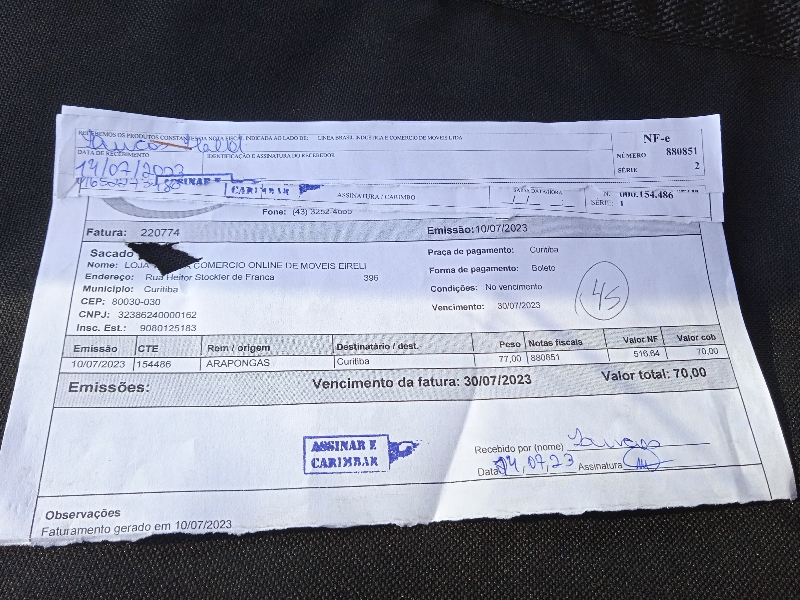 RECEBEMOS OS PRODUTOS CONSTANTES DA NOTA FISCAL INDICADA AO LADO DE: LINEA BRASIL INDUSTRIA E COMERCIO DE MOVEIS LTDA
NF-e
DATA DE RECEBIMENTO IDENTIFICAÇÃO E ASSINATURA DO RECEBEDOR
NÚMERO 880851
14/07/2023
SÉRIE 2
ASSINAR E CARIMBAR
ASSINATURA / CARIMBO
SAÍDA DATA/HORA
N. 000.154.486
SÉRIE: 1
Fone: (43) 3252-4665
Fatura: 220774 Emissão: 10/07/2023
Sacado
Nome: LOJA COMERCIO ONLINE DE MOVEIS EIRELI
Endereço: Rua Heitor Stockler de Franca 396
Município: Curitiba
CEP: 80030-030
CNPJ: 32386240000162
Insc. Est.: 9080125183
Praça de pagamento: Curitiba
Forma de pagamento: Boleto
Condições: No vencimento
Vencimento: 30/07/2023
45
Emissão CTE Rem / origem Destinatário / dest. Peso Notas fiscais Valor NF Valor cob
10/07/2023 154486 ARAPONGAS Curitiba 77,00 880851 516.64 70,00
Emissões: Vencimento da fatura: 30/07/2023 Valor total: 70,00
ASSINAR E
CARIMBAR
Recebido por (nome)
Data 14,07,23 Assinatura
Observações
Faturamento gerado em 10/07/2023